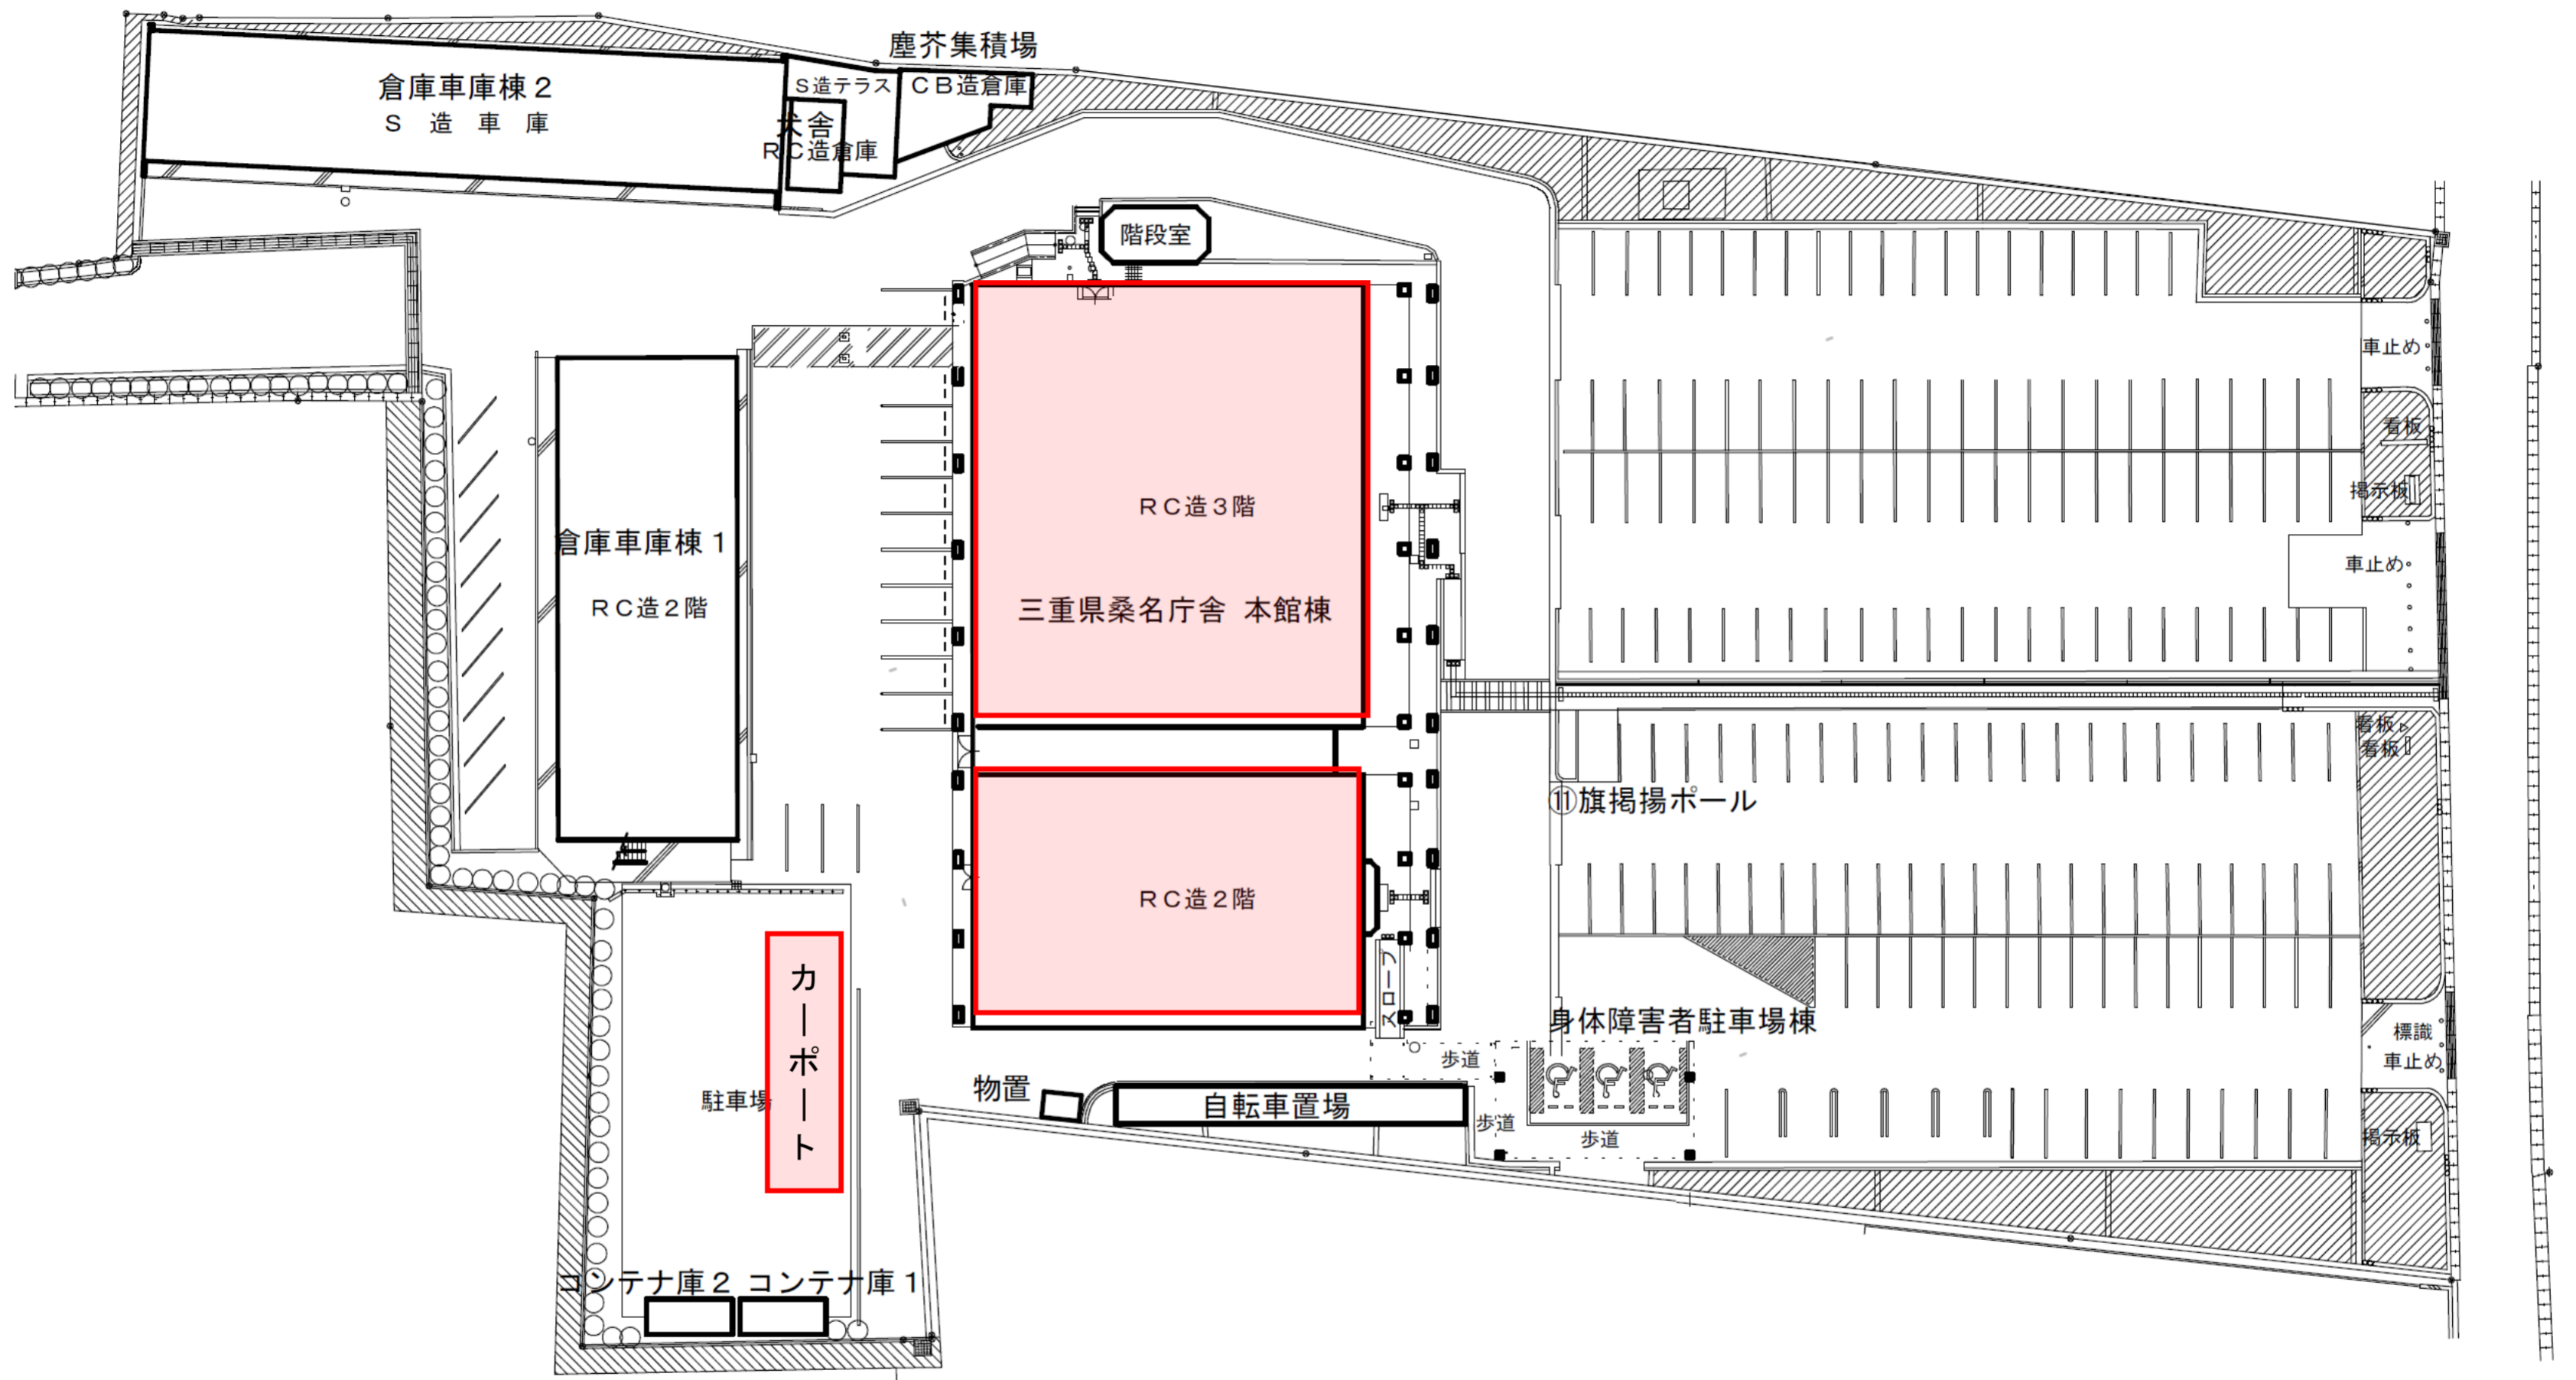 塵芥集積場
倉庫車庫棟２
Ｓ造車庫
Ｓ造テラス
ＣＢ造倉庫
犬舎
ＲＣ造倉庫
階段室
車止め
看板
掲示板
車止め
ＲＣ造３階
三重県桑名庁舎 本館棟
倉庫車庫棟１
ＲＣ造２階
看板
看板
⑪旗掲揚ポール
ＲＣ造２階
スロープ
カーポート
駐車場
身体障害者駐車場棟
標識
車止め
歩道
物置
自転車置場
歩道
歩道
掲示板
コンテナ庫２
コンテナ庫１